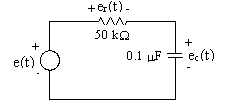 + er(t) -
50 kΩ
+
e(t)
-
0.1 μF
+
ec(t)
-